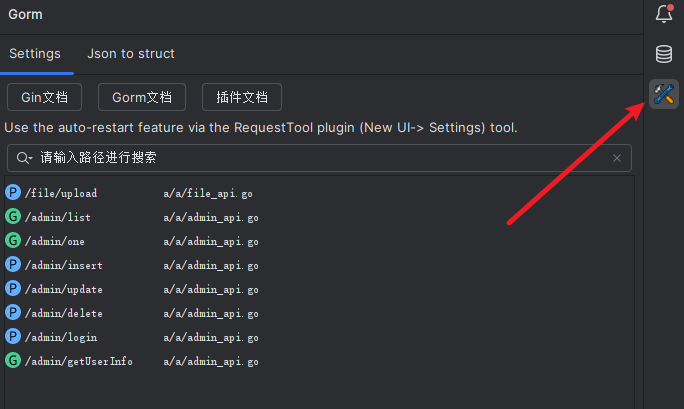 Gorm
Settings Json to struct
Gin文档 Gorm文档 插件文档
Use the auto-restart feature via the RequestTool plugin (New UI-> Settings) tool.
请输入路径进行搜索
P /file/upload a/a/file_api.go
G /admin/list a/a/admin_api.go
G /admin/one a/a/admin_api.go
P /admin/insert a/a/admin_api.go
P /admin/update a/a/admin_api.go
P /admin/delete a/a/admin_api.go
P /admin/login a/a/admin_api.go
G /admin/getUserInfo a/a/admin_api.go